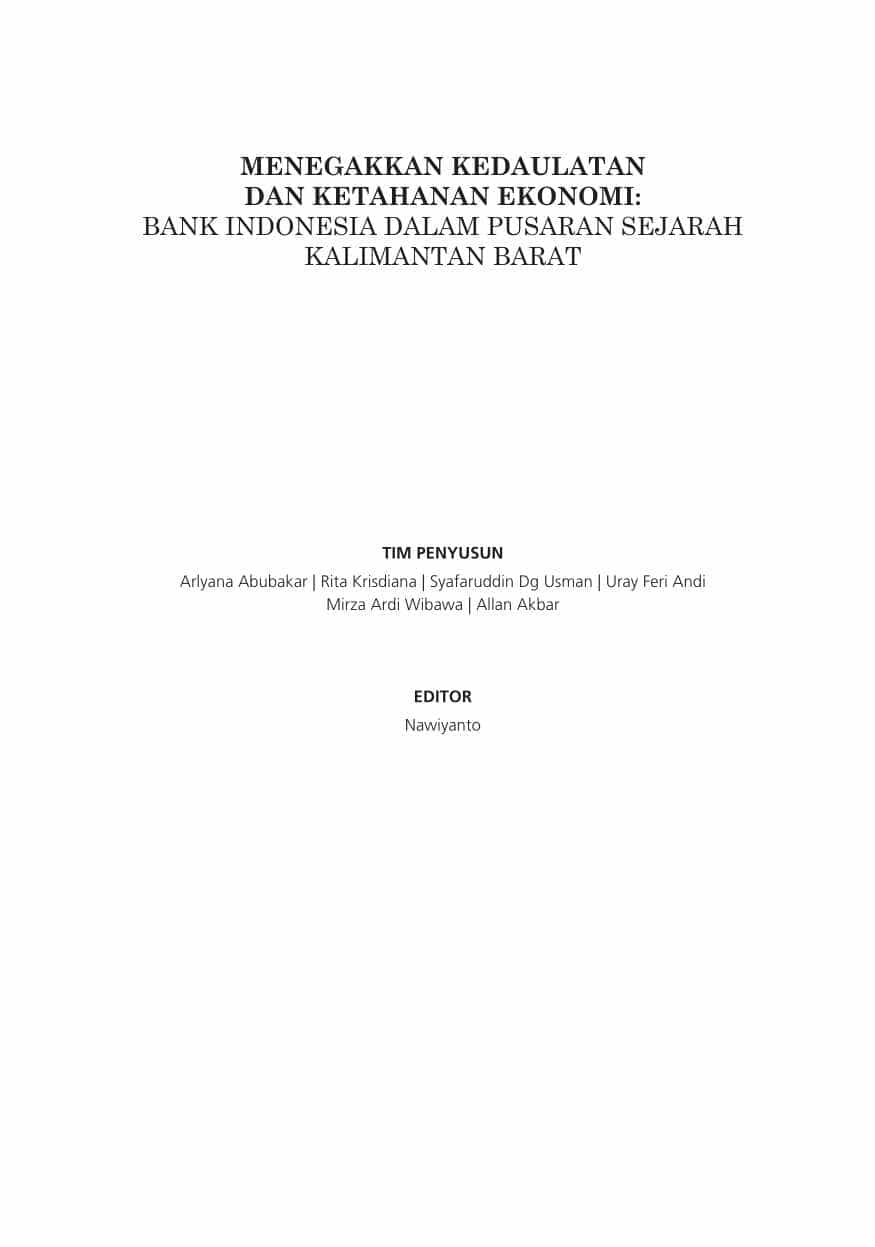 MENEGAKKAN KEDAULATAN
DAN KETAHANAN EKONOMI:
BANK INDONESIA DALAM PUSARAN SEJARAH
KALIMANTAN BARAT
TIM PENYUSUN
Arlyana Abubakar | Rita Krisdiana | Syafaruddin Dg Usman | Uray Feri Andi
Mirza Ardi Wibawa | Allan Akbar
EDITOR
Nawiyanto